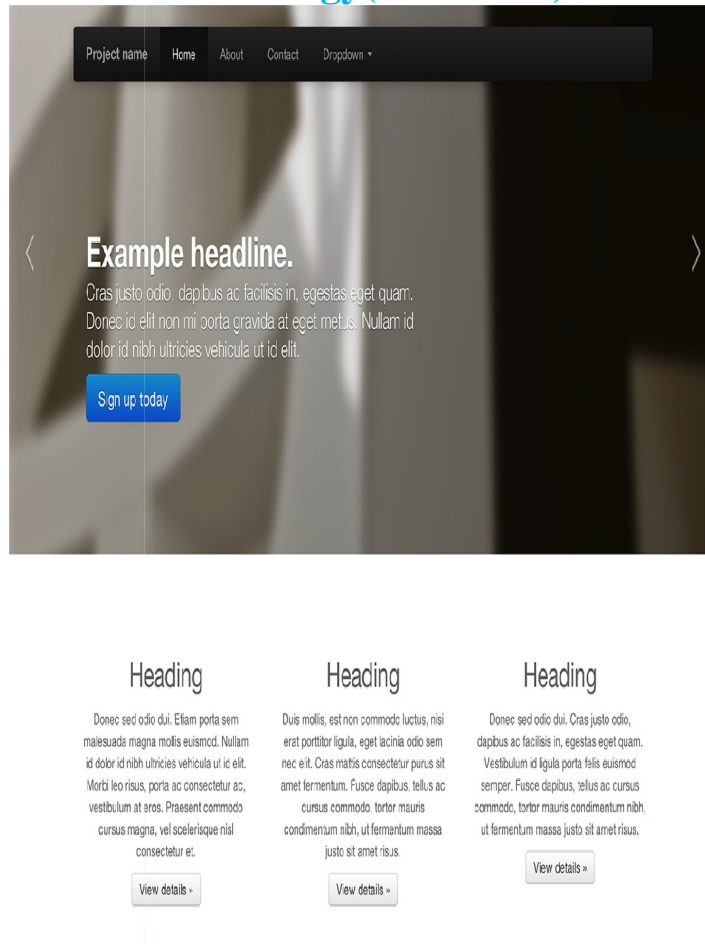 Project name Home About Contact Dropdown
Example headline.
Cras justo odio, dapibus ac facilisis in, egestas eget quam.
Donec id elit non mi porta gravida at eget metus. Nullam id
dolor id nibh ultricies vehicula ut id elit.
Sign up today
Heading
Donec sed odio dui. Etiam porta sem
malesuada magna mollis euismod. Nullam
id dolor id nibh ultricies vehicula ut id elit.
Morbi leo risus, porta ac consectetur ac,
vestibulum at eros. Praesent commodo
cursus magna, vel scelerisque nisl
consectetur et.
View details »
Heading
Duis mollis, est non commodo luctus, nisi
erat porttitor ligula, eget lacinia odio sem
nec elit. Cras mattis consectetur purus sit
amet fermentum. Fusce dapibus, tellus ac
cursus commodo, tortor mauris
condimentum nibh, ut fermentum massa
justo sit amet risus.
View details »
Heading
Donec sed odio dui. Cras justo odio,
dapibus ac facilisis in, egestas eget quam.
Vestibulum id ligula porta felis euismod
semper. Fusce dapibus, tellus ac cursus
commodo, tortor mauris condimentum nibh,
ut fermentum massa justo sit amet risus.
View details »